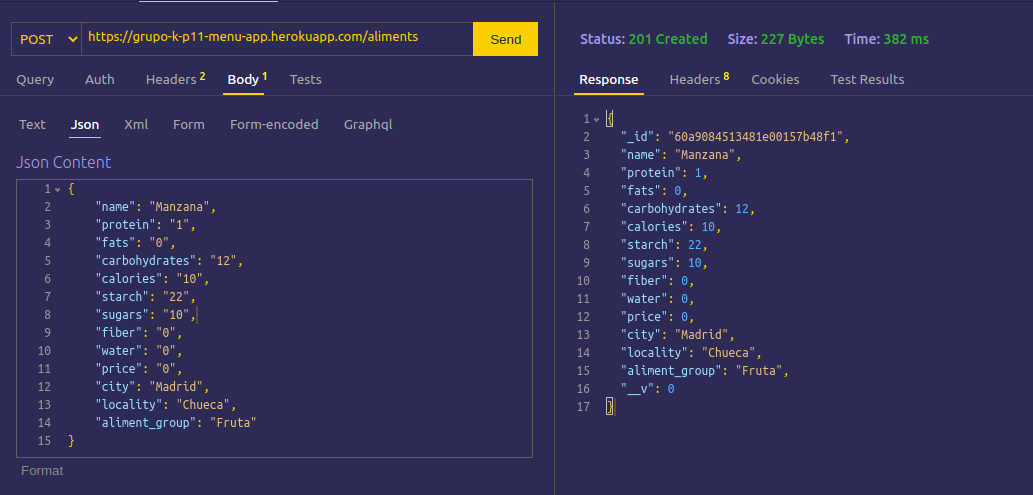 POST
https://grupo-k-p11-menu-app.herokuapp.com/aliments
Send
Query Auth Headers 2 Body 1 Tests
Text Json Xml Form Form-encoded Graphql
Json Content
1 {
2 "name": "Manzana",
3 "protein": "1",
4 "fats": "0",
5 "carbohydrates": "12",
6 "calories": "10",
7 "starch": "22",
8 "sugars": "10",
9 "fiber": "0",
10 "water": "0",
11 "price": "0",
12 "city": "Madrid",
13 "locality": "Chueca",
14 "aliment_group": "Fruta"
15 }
Format
Status: 201 Created Size: 227 Bytes Time: 382 ms
Response Headers 8 Cookies Test Results
1 {
2 "_id": "60a9084513481e00157b48f1",
3 "name": "Manzana",
4 "protein": 1,
5 "fats": 0,
6 "carbohydrates": 12,
7 "calories": 10,
8 "starch": 22,
9 "sugars": 10,
10 "fiber": 0,
11 "water": 0,
12 "price": 0,
13 "city": "Madrid",
14 "locality": "Chueca",
15 "aliment_group": "Fruta",
16 "__v": 0
17 }